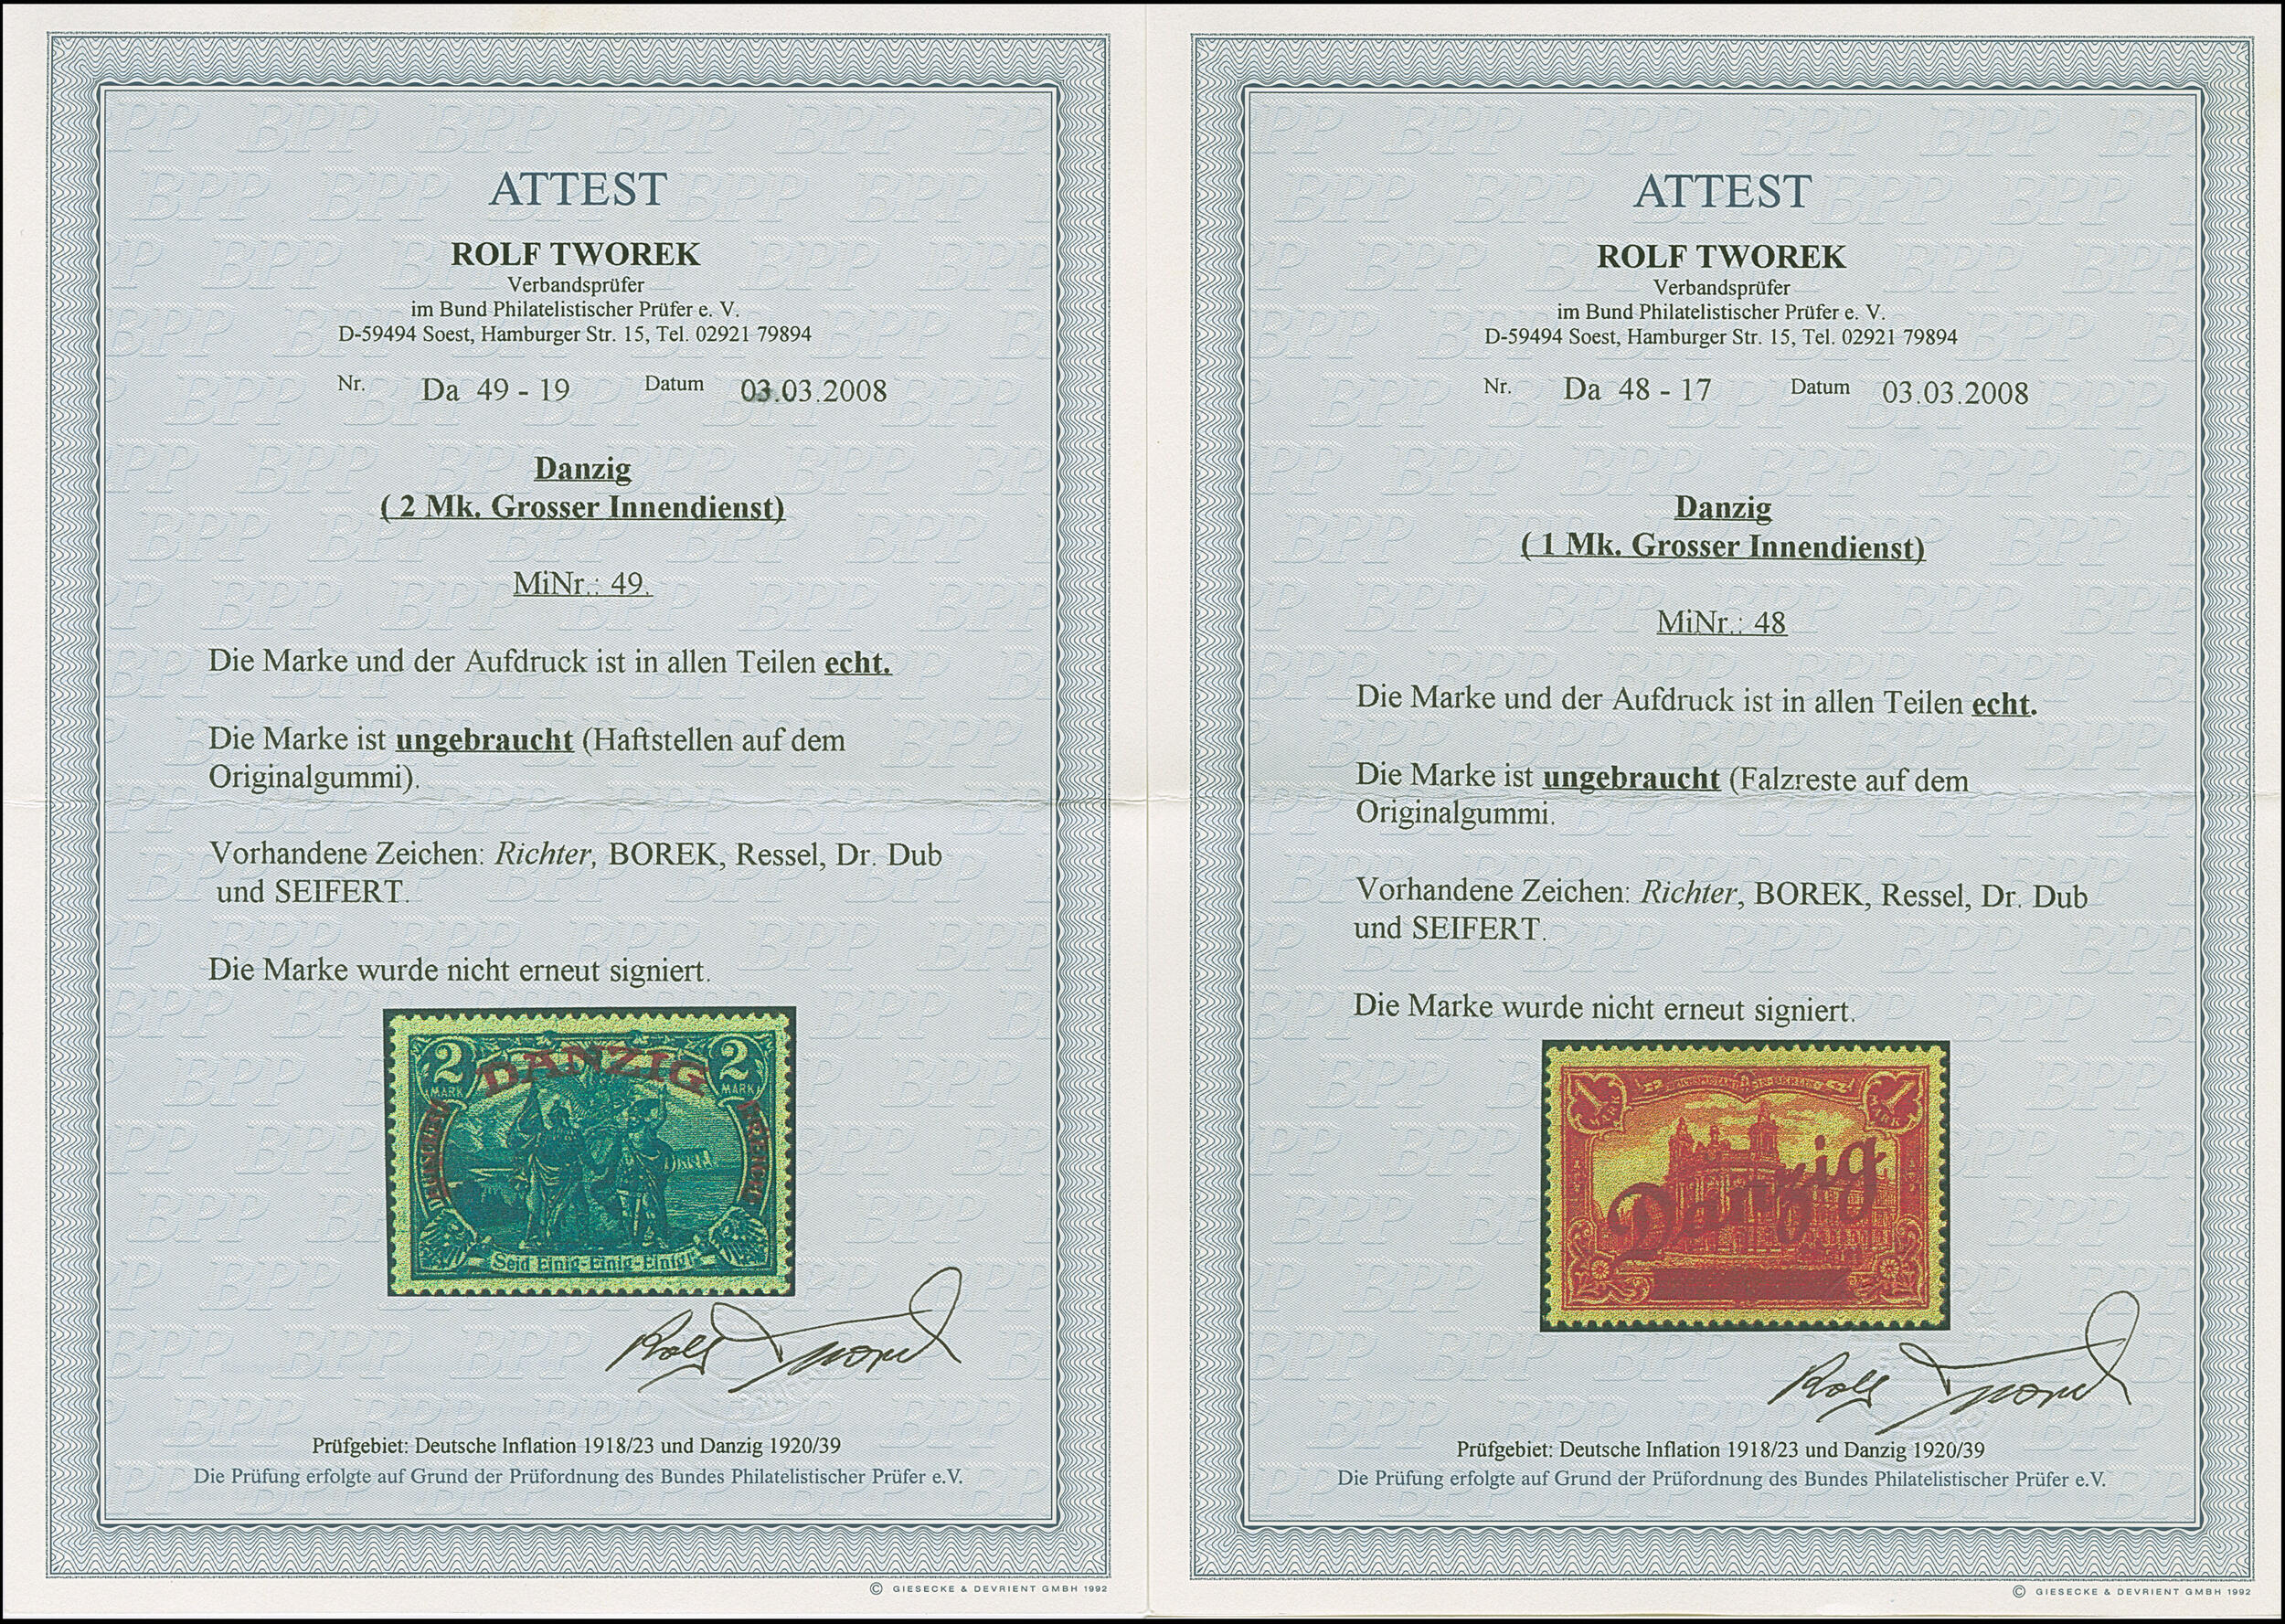 ATTEST
ROLF TWOREK
Verbandsprüfer
im Bund Philatelistischer Prüfer e. V.
D-59494 Soest, Hamburger Str. 15, Tel. 02921 79894
Nr. Da 49 - 19 Datum 03.03.2008
Danzig
( 2 Mk. Grosser Innendienst)
MiNr.: 49.
Die Marke und der Aufdruck ist in allen Teilen echt.
Die Marke ist ungebraucht (Haftstellen auf dem
Originalgummi).
Vorhandene Zeichen: Richter, BOREK, Ressel, Dr. Dub
und SEIFERT.
Die Marke wurde nicht erneut signiert.
2 DANZIG 2
MARK MARK
Seid Einig-Einig-Einig!
Rolf Tworek
Prüfgebiet: Deutsche Inflation 1918/23 und Danzig 1920/39
Die Prüfung erfolgte auf Grund der Prüfordnung des Bundes Philatelistischer Prüfer e.V.
© GIESECKE & DEVRIENT GMBH 1992
ATTEST
ROLF TWOREK
Verbandsprüfer
im Bund Philatelistischer Prüfer e. V.
D-59494 Soest, Hamburger Str. 15, Tel. 02921 79894
Nr. Da 48 - 17 Datum 03.03.2008
Danzig
( 1 Mk. Grosser Innendienst)
MiNr.: 48
Die Marke und der Aufdruck ist in allen Teilen echt.
Die Marke ist ungebraucht (Falzreste auf dem
Originalgummi.
Vorhandene Zeichen: Richter, BOREK, Ressel, Dr. Dub
und SEIFERT.
Die Marke wurde nicht erneut signiert.
1 1
MARK MARK
Danzig
Rolf Tworek
Prüfgebiet: Deutsche Inflation 1918/23 und Danzig 1920/39
Die Prüfung erfolgte auf Grund der Prüfordnung des Bundes Philatelistischer Prüfer e.V.
© GIESECKE & DEVRIENT GMBH 1992